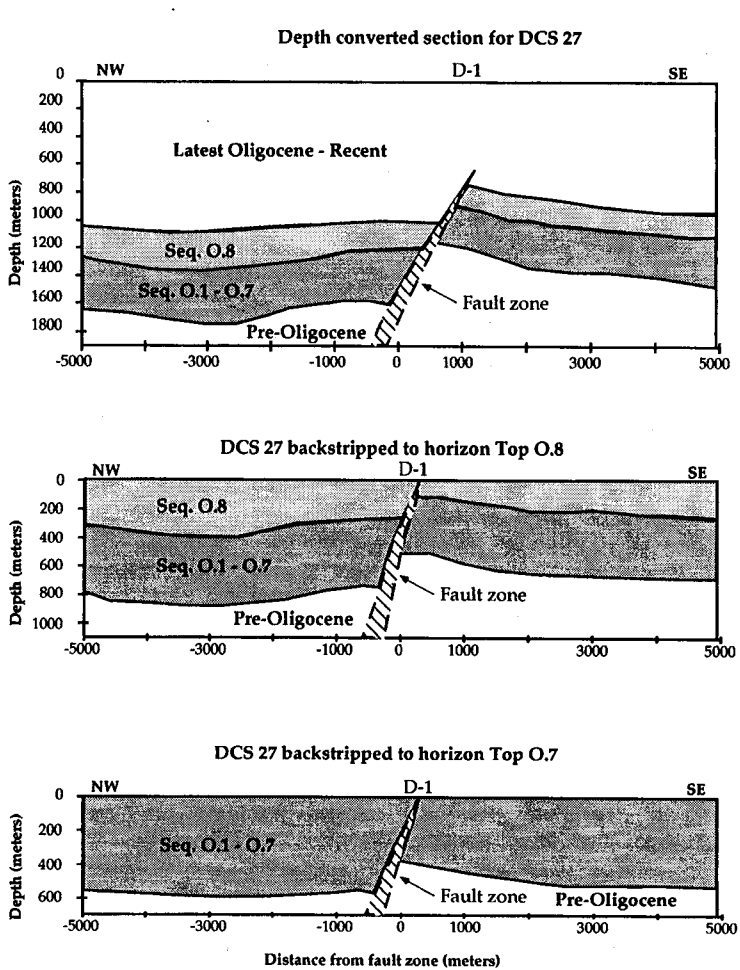 Depth converted section for DCS 27
NW
D-1
SE
0
200
400
600
800
1000
1200
1400
1600
1800
Depth (meters)
Latest Oligocene - Recent
Seq. O.8
Seq. O.1 - O.7
Fault zone
Pre-Oligocene
-5000
-3000
-1000
0
1000
3000
5000
DCS 27 backstripped to horizon Top O.8
NW
D-1
SE
0
200
400
600
800
1000
Depth (meters)
Seq. O.8
Seq. O.1 - O.7
Fault zone
Pre-Oligocene
-5000
-3000
-1000
0
1000
3000
5000
DCS 27 backstripped to horizon Top O.7
NW
D-1
SE
0
200
400
600
Depth (meters)
Seq. O.1 - O.7
Fault zone
Pre-Oligocene
-5000
-3000
-1000
0
1000
3000
5000
Distance from fault zone (meters)